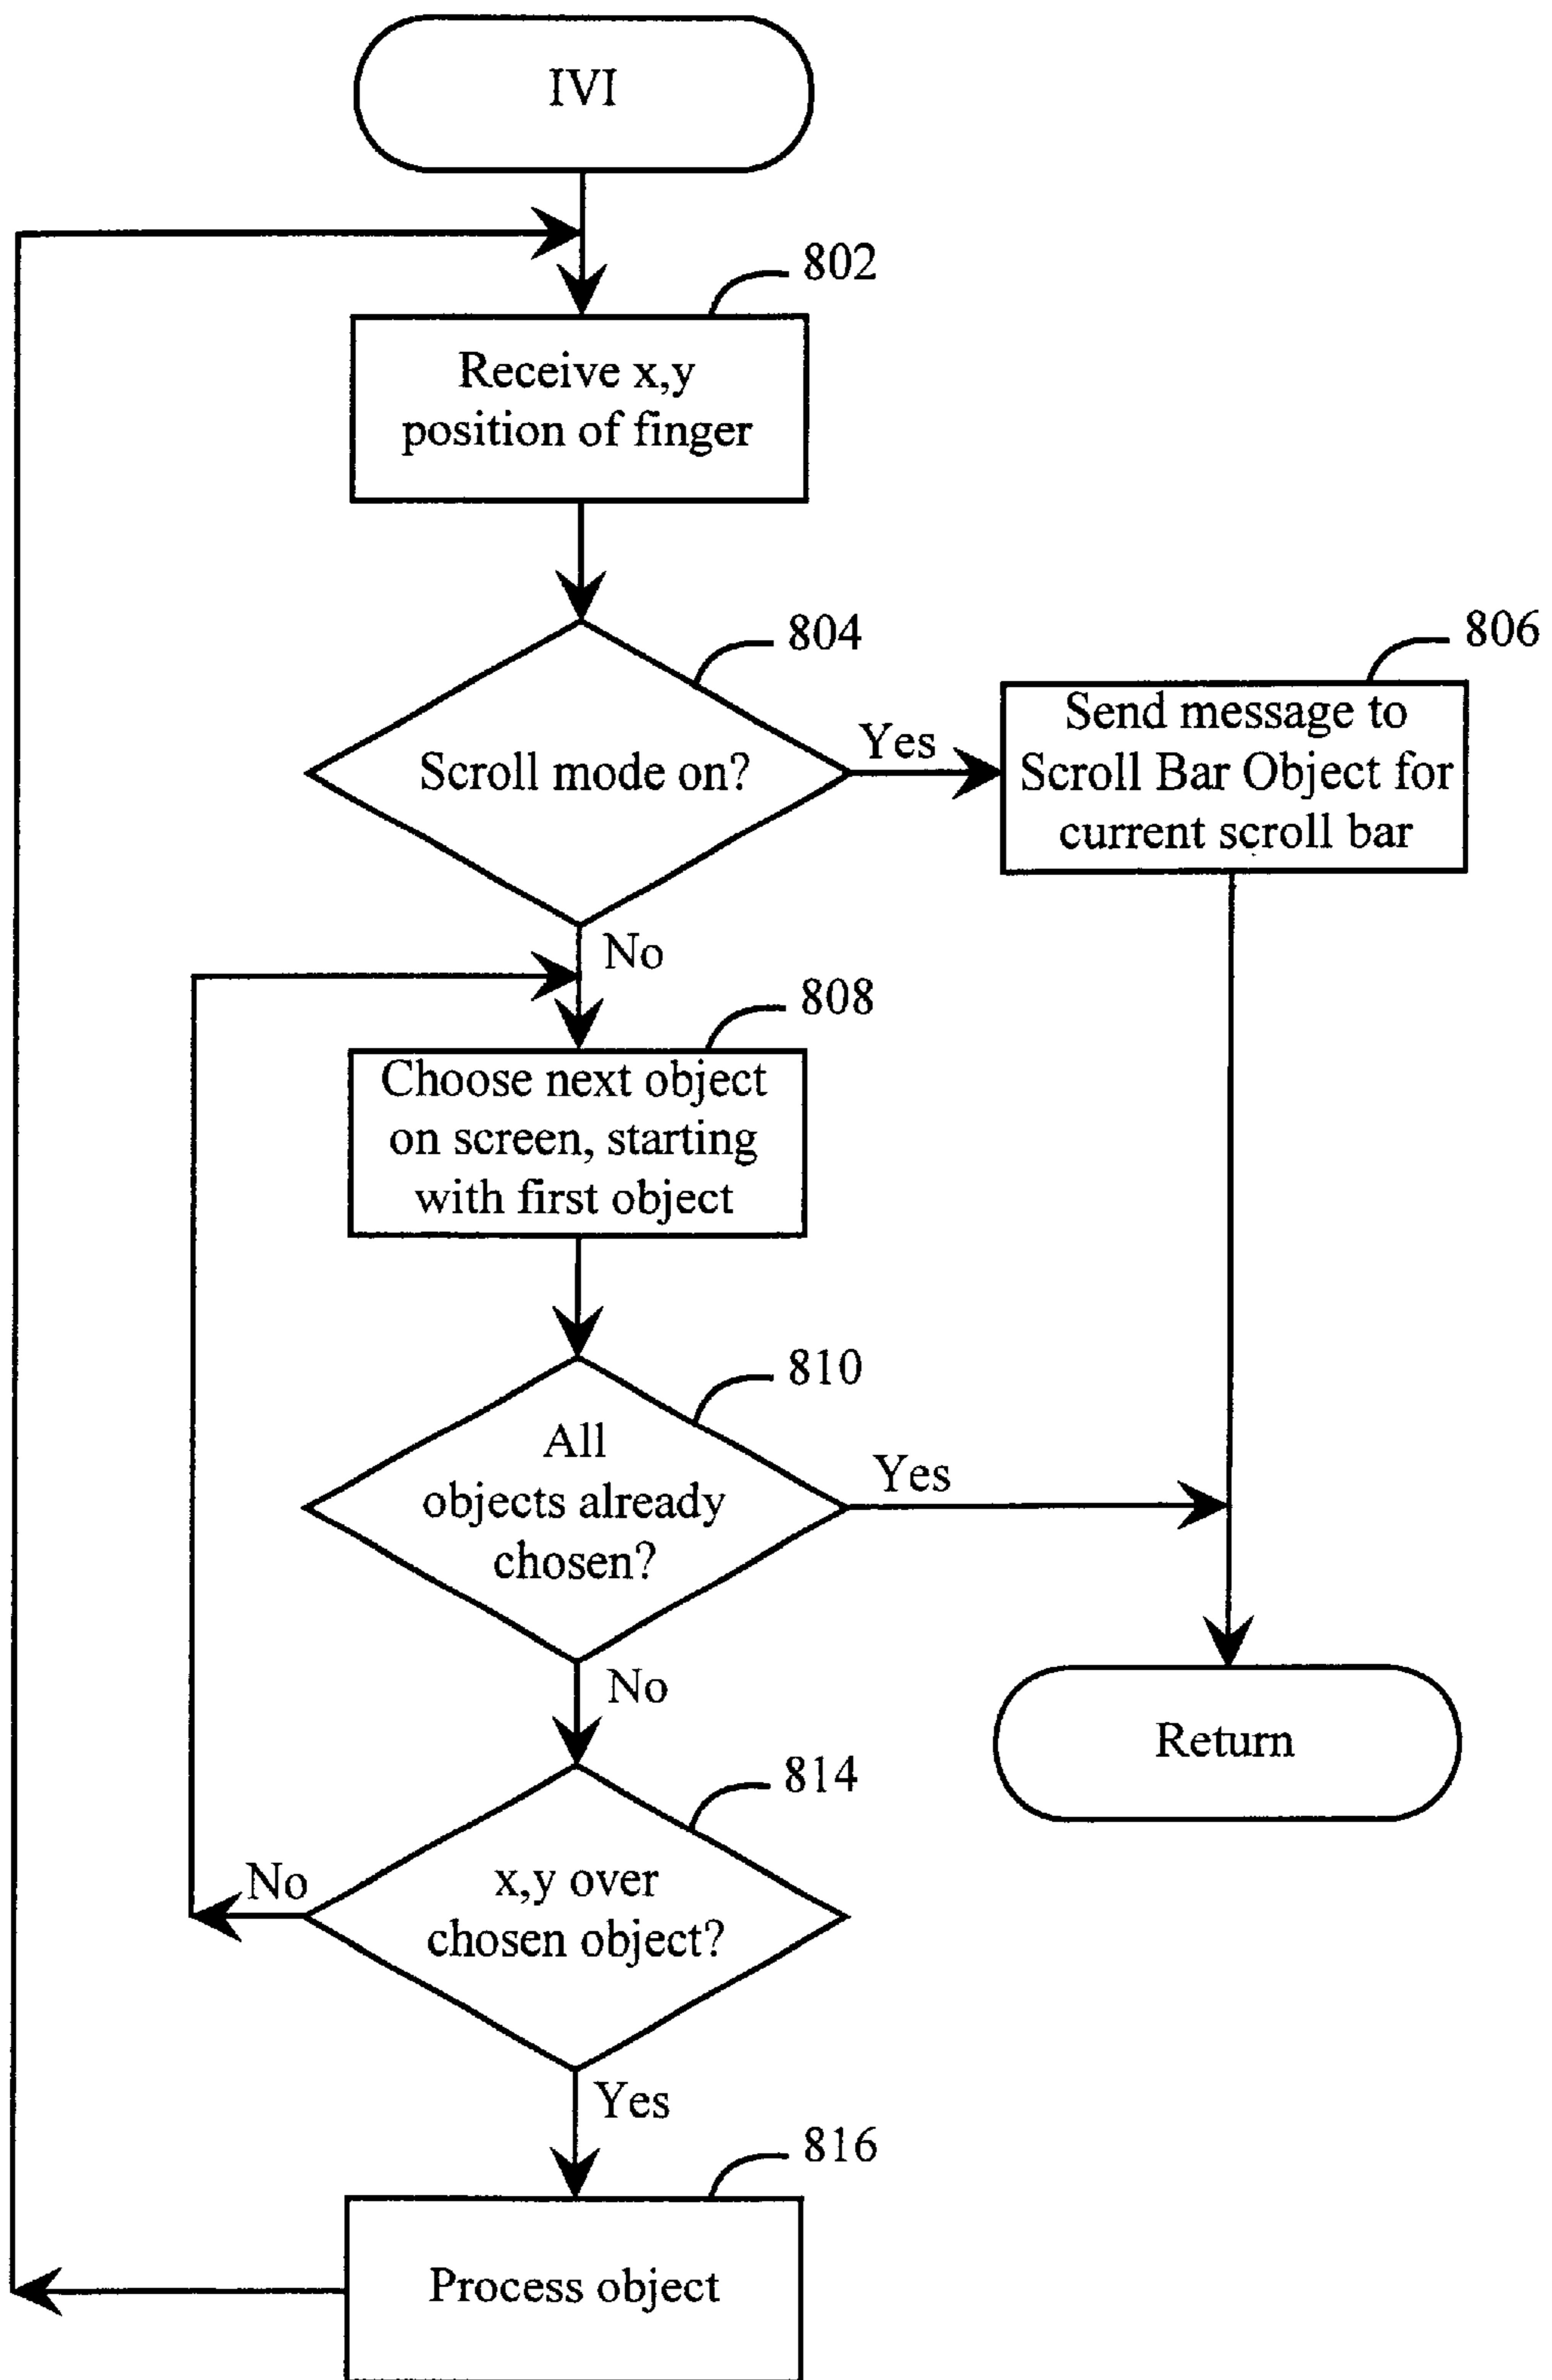 IVI
802
Receive x,y
position of finger
804
Scroll mode on?
Yes
806
Send message to
Scroll Bar Object for
current scroll bar
No
808
Choose next object
on screen, starting
with first object
810
All
objects already
chosen?
Yes
No
Return
814
x,y over
chosen object?
No
Yes
816
Process object